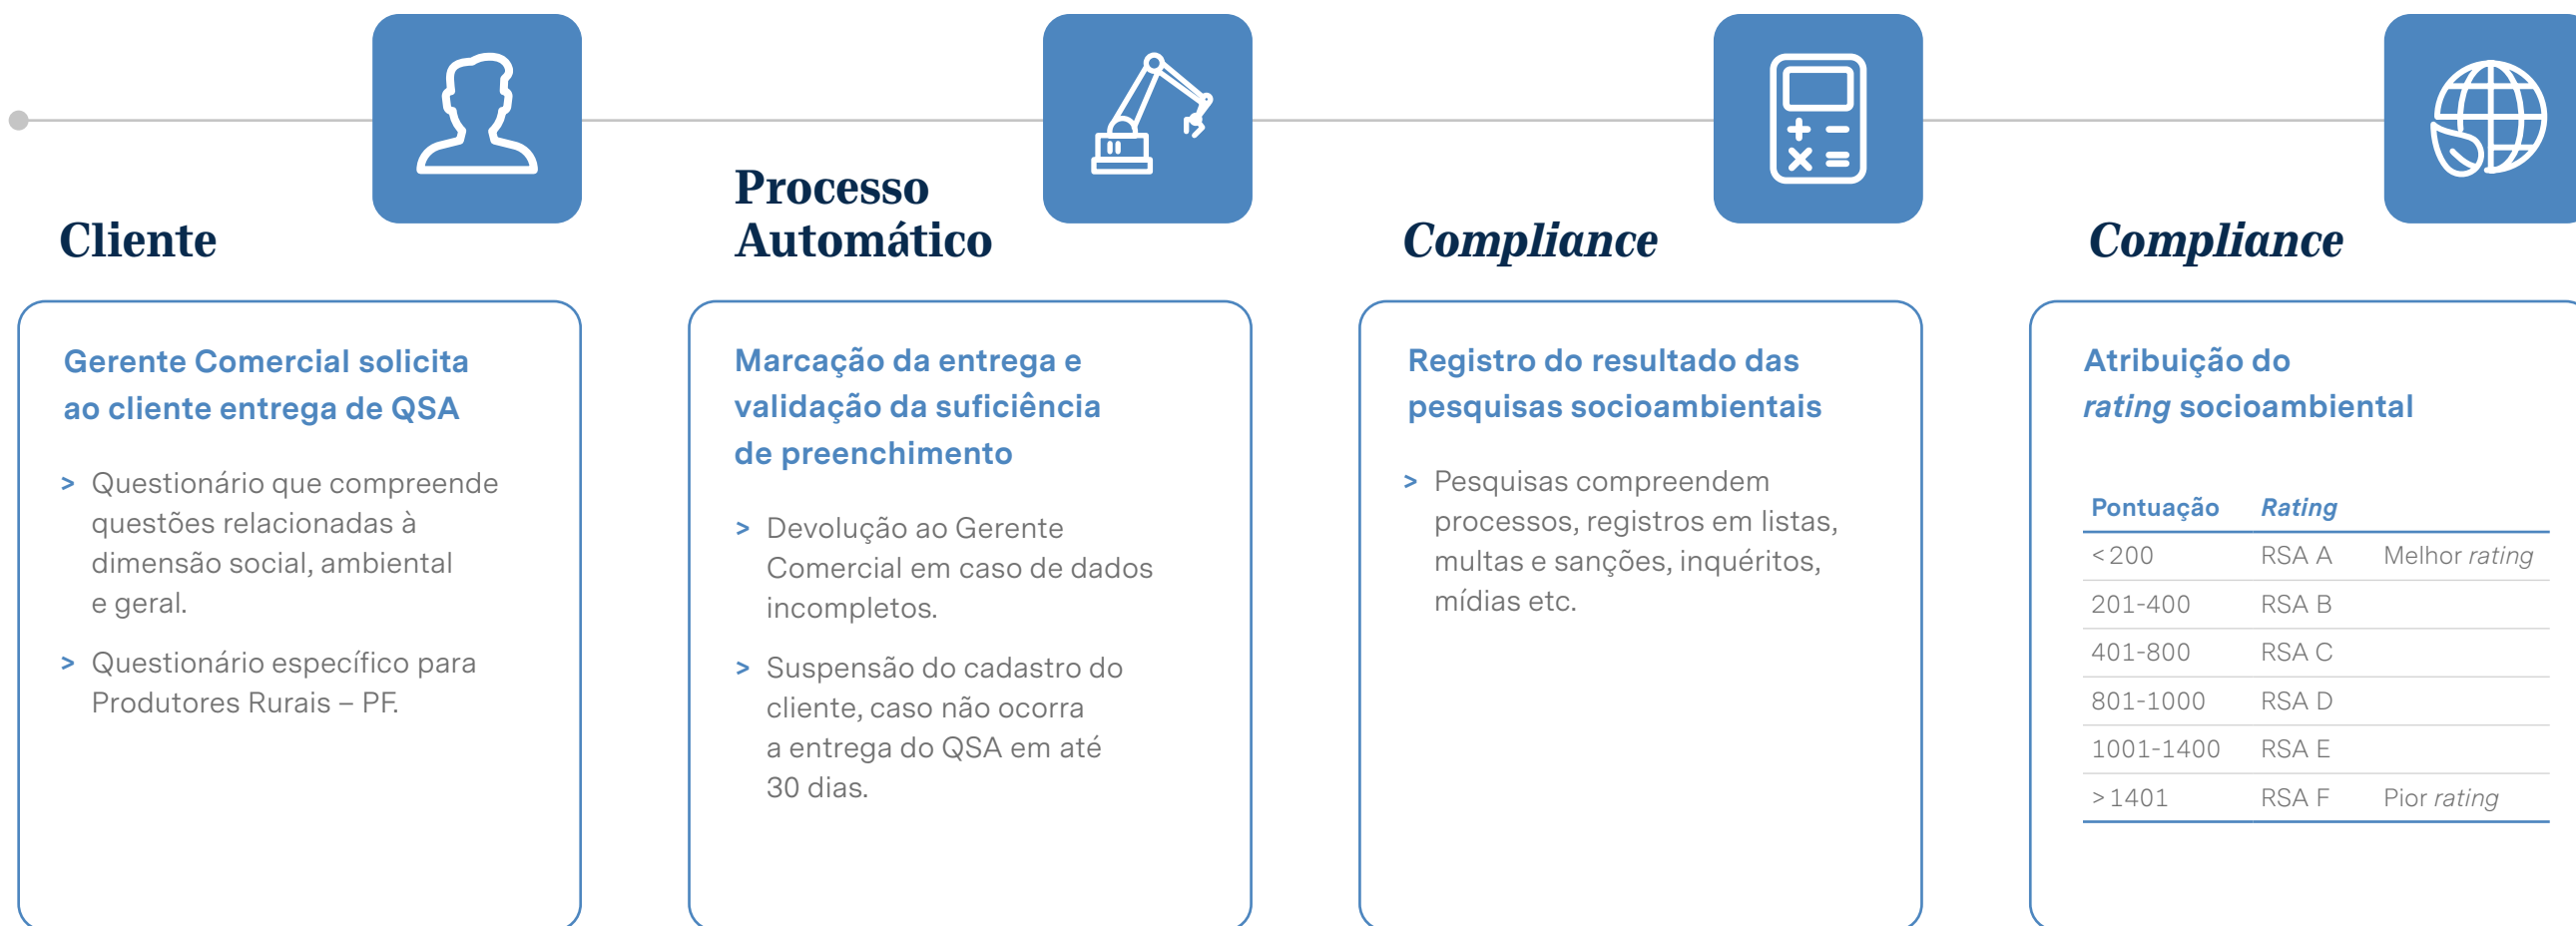 Cliente
Gerente Comercial solicita
ao cliente entrega de QSA
> Questionário que compreende
questões relacionadas à
dimensão social, ambiental
e geral.
> Questionário específico para
Produtores Rurais – PF.
Processo
Automático
Marcação da entrega e
validação da suficiência
de preenchimento
> Devolução ao Gerente
Comercial em caso de dados
incompletos.
> Suspensão do cadastro do
cliente, caso não ocorra
a entrega do QSA em até
30 dias.
Compliance
Registro do resultado das
pesquisas socioambientais
> Pesquisas compreendem
processos, registros em listas,
multas e sanções, inquéritos,
mídias etc.
Compliance
Atribuição do
rating socioambiental
Pontuação Rating
< 200 RSA A Melhor rating
201-400 RSA B
401-800 RSA C
801-1000 RSA D
1001-1400 RSA E
> 1401 RSA F Pior rating